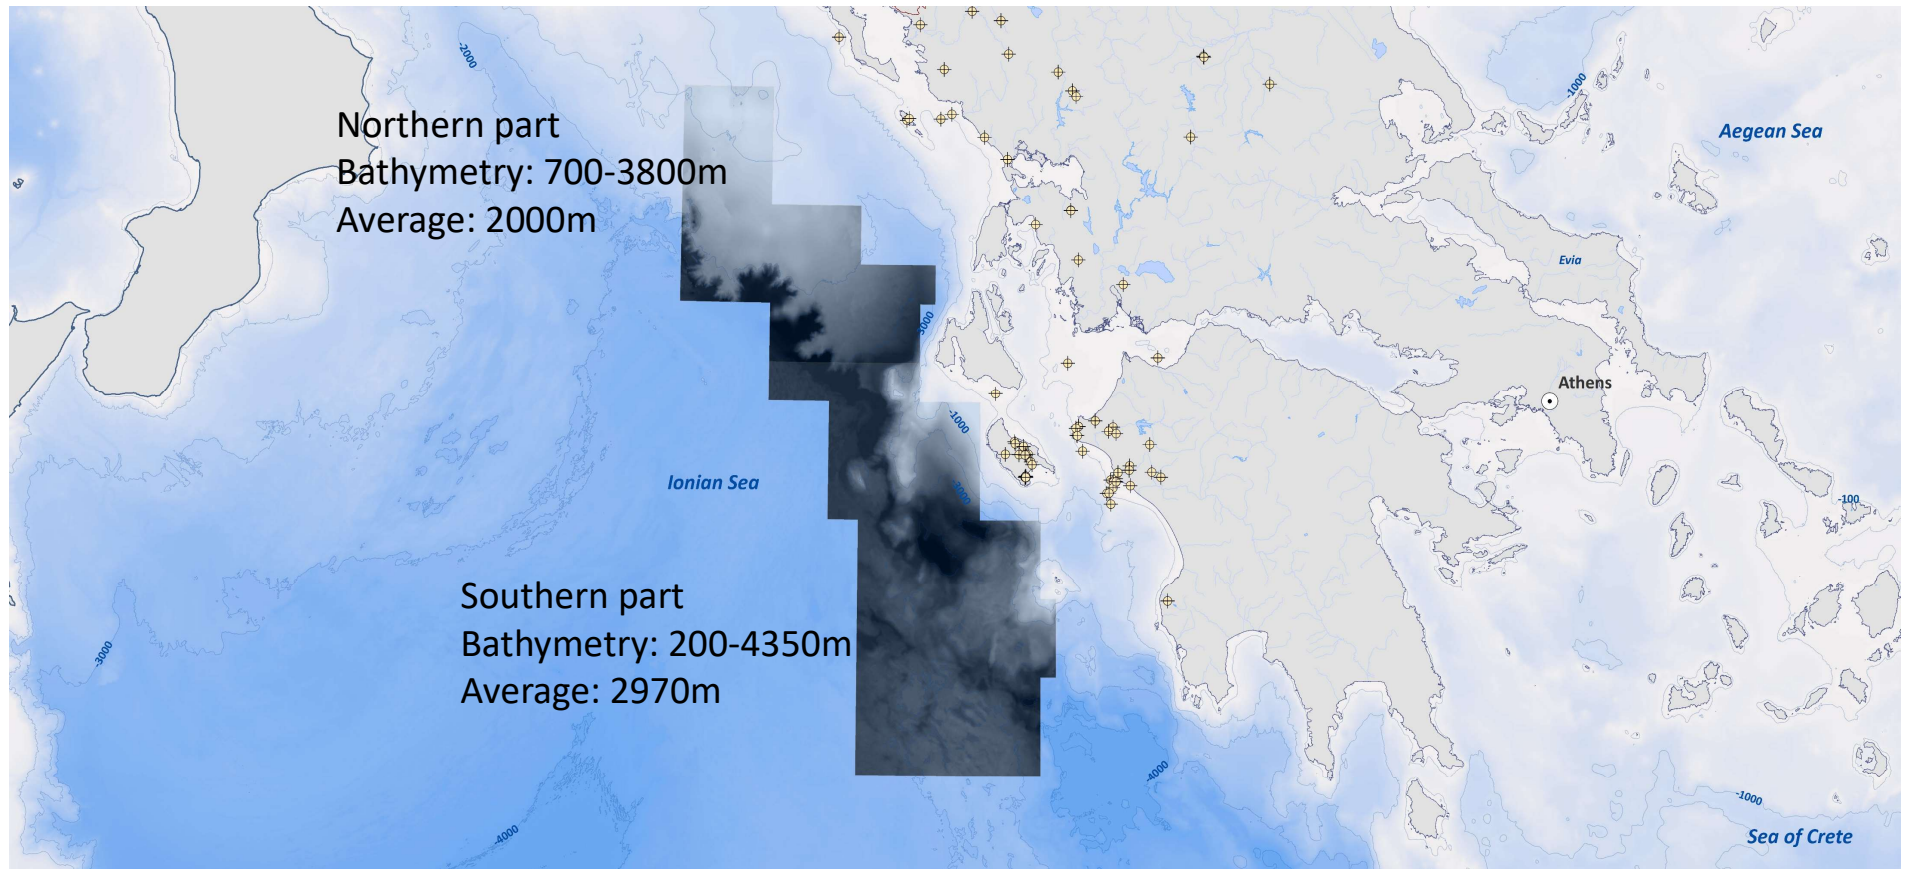 -2000
-1000
Northern part
Bathymetry: 700-3800m
Average: 2000m
Aegean Sea
Evia
3000
Athens
-1000
Ionian Sea
-3000
-100
Southern part
Bathymetry: 200-4350m
Average: 2970m
-3000
-4000
-4000
-1000
Sea of Crete